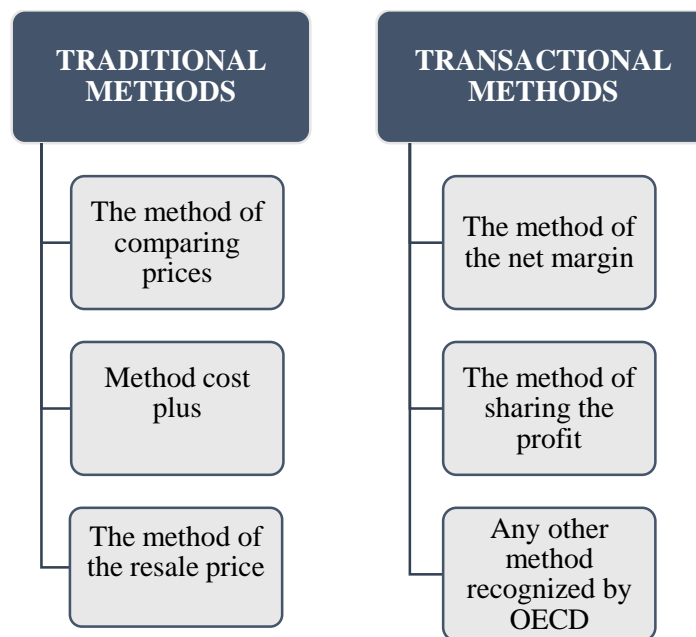 TRADITIONAL
METHODS
The method of
comparing
prices
Method cost
plus
The method of
the resale price
TRANSACTIONAL
METHODS
The method of
the net margin
The method of
sharing the
profit
Any other
method
recognized by
OECD